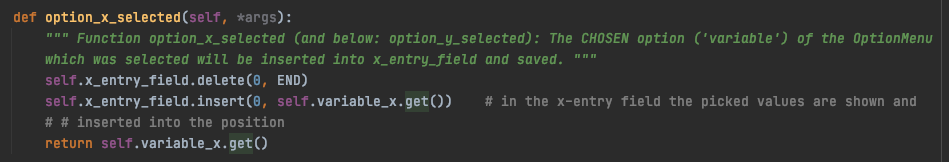 def option_x_selected(self, *args):
""" Function option_x_selected (and below: option_y_selected): The CHOSEN option ('variable') of the OptionMenu
which was selected will be inserted into x_entry_field and saved. """
self.x_entry_field.delete(0, END)
self.x_entry_field.insert(0, self.variable_x.get())    # in the x-entry field the picked values are shown and
# # inserted into the position
return self.variable_x.get()